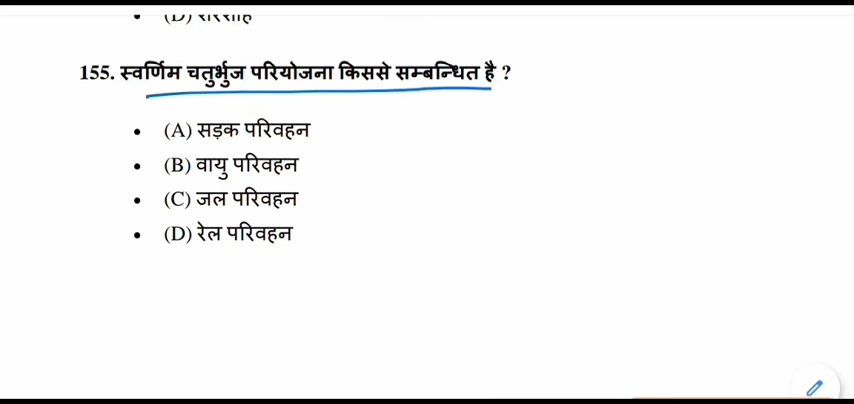 155. स्वर्णिम चतुर्भुज परियोजना किससे सम्बन्धित है ?
(A) सड़क परिवहन
(B) वायु परिवहन
(C) जल परिवहन
(D) रेल परिवहन